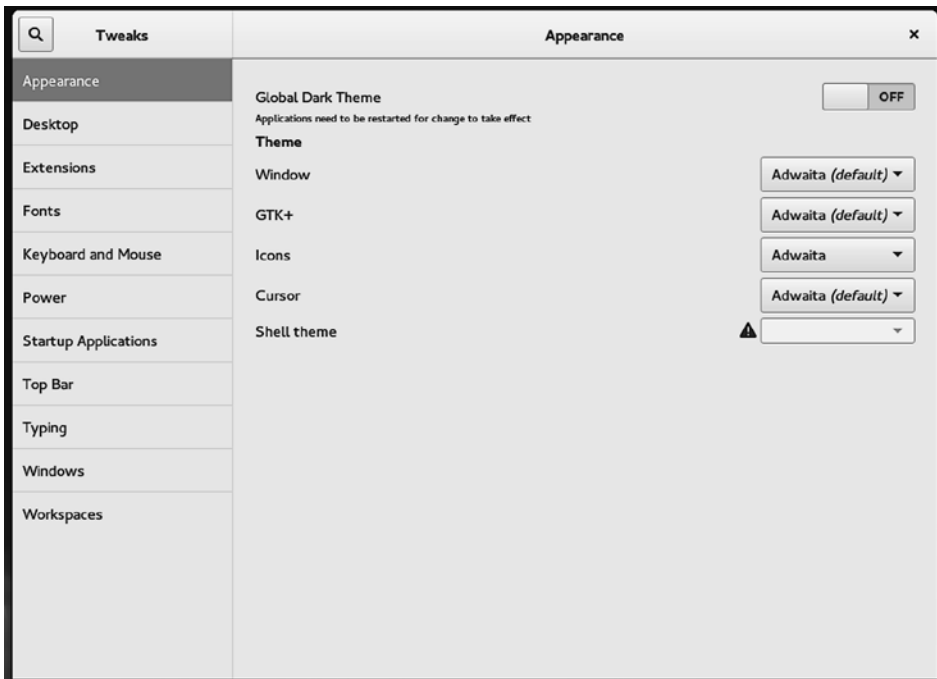 Tweaks
Appearance
Appearance
Desktop
Extensions
Fonts
Keyboard and Mouse
Power
Startup Applications
Top Bar
Typing
Windows
Workspaces
Global Dark Theme OFF
Applications need to be restarted for change to take effect
Theme
Window Adwaita (default)
GTK+ Adwaita (default)
Icons Adwaita
Cursor Adwaita (default)
Shell theme